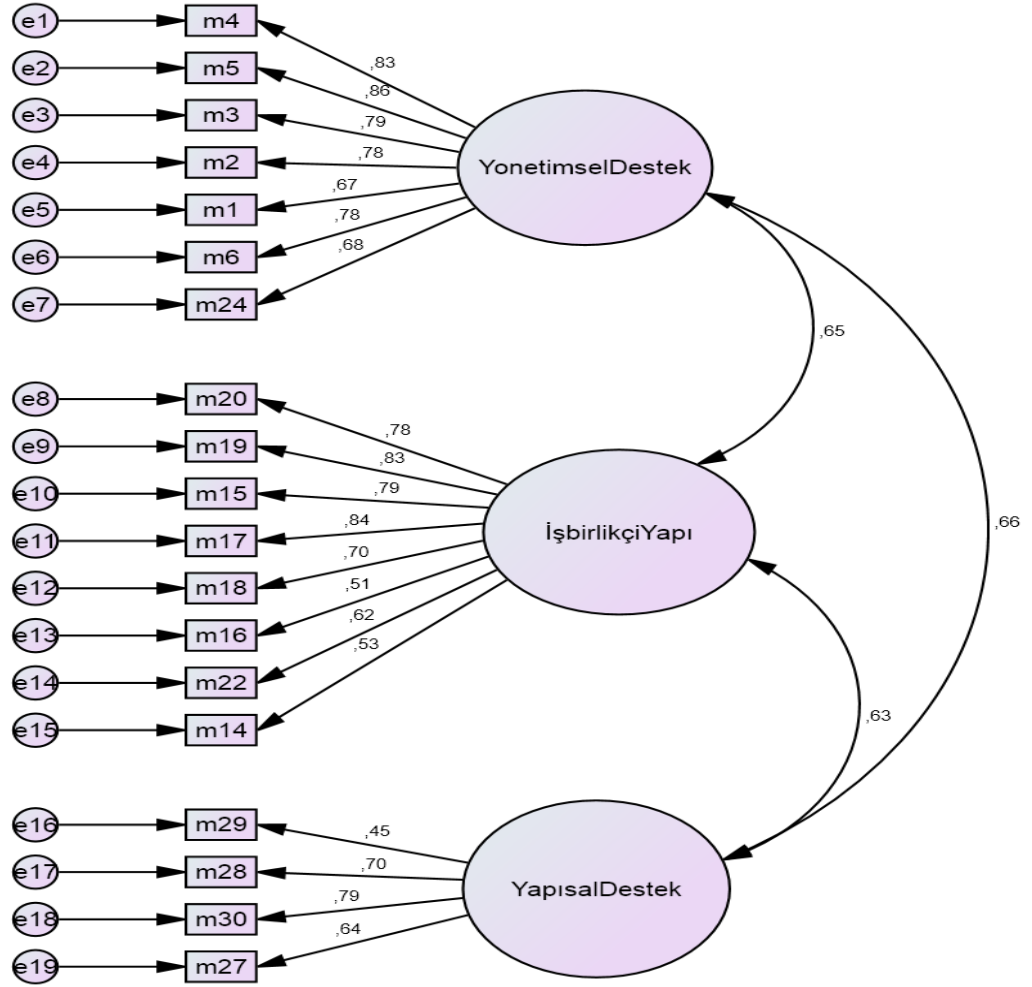 e1 m4
,83
e2 m5
,86
e3 m3
,79
e4 m2
,78
YonetimselDestek
e5 m1
,67
e6 m6
,78
e7 m24
,68
,65
e8 m20
,78
e9 m19
,83
e10 m15
,79
e11 m17
,84
İşbirlikçiYapı
,66
e12 m18
,70
e13 m16
,51
e14 m22
,62
e15 m14
,53
,63
e16 m29
,45
e17 m28
,70
YapısalDestek
e18 m30
,79
e19 m27
,64